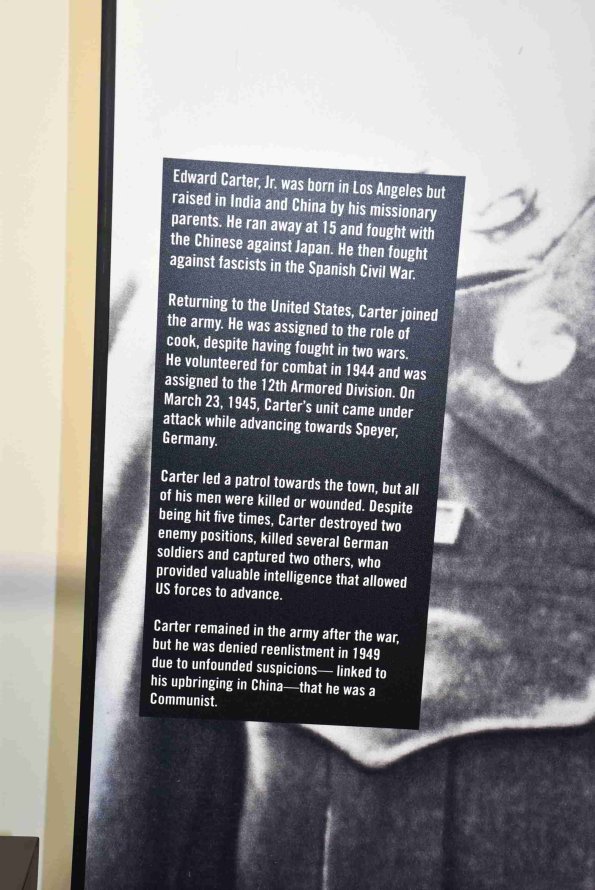 Edward Carter, Jr. was born in Los Angeles but
raised in India and China by his missionary
parents. He ran away at 15 and fought with
the Chinese against Japan. He then fought
against fascists in the Spanish Civil War.
Returning to the United States, Carter joined
the army. He was assigned to the role of
cook, despite having fought in two wars.
He volunteered for combat in 1944 and was
assigned to the 12th Armored Division. On
March 23, 1945, Carter's unit came under
attack while advancing towards Speyer,
Germany.
Carter led a patrol towards the town, but all
of his men were killed or wounded. Despite
being hit five times, Carter destroyed two
enemy positions, killed several German
soldiers and captured two others, who
provided valuable intelligence that allowed
US forces to advance.
Carter remained in the army after the war,
but he was denied reenlistment in 1949
due to unfounded suspicions— linked to
his upbringing in China—that he was a
Communist.